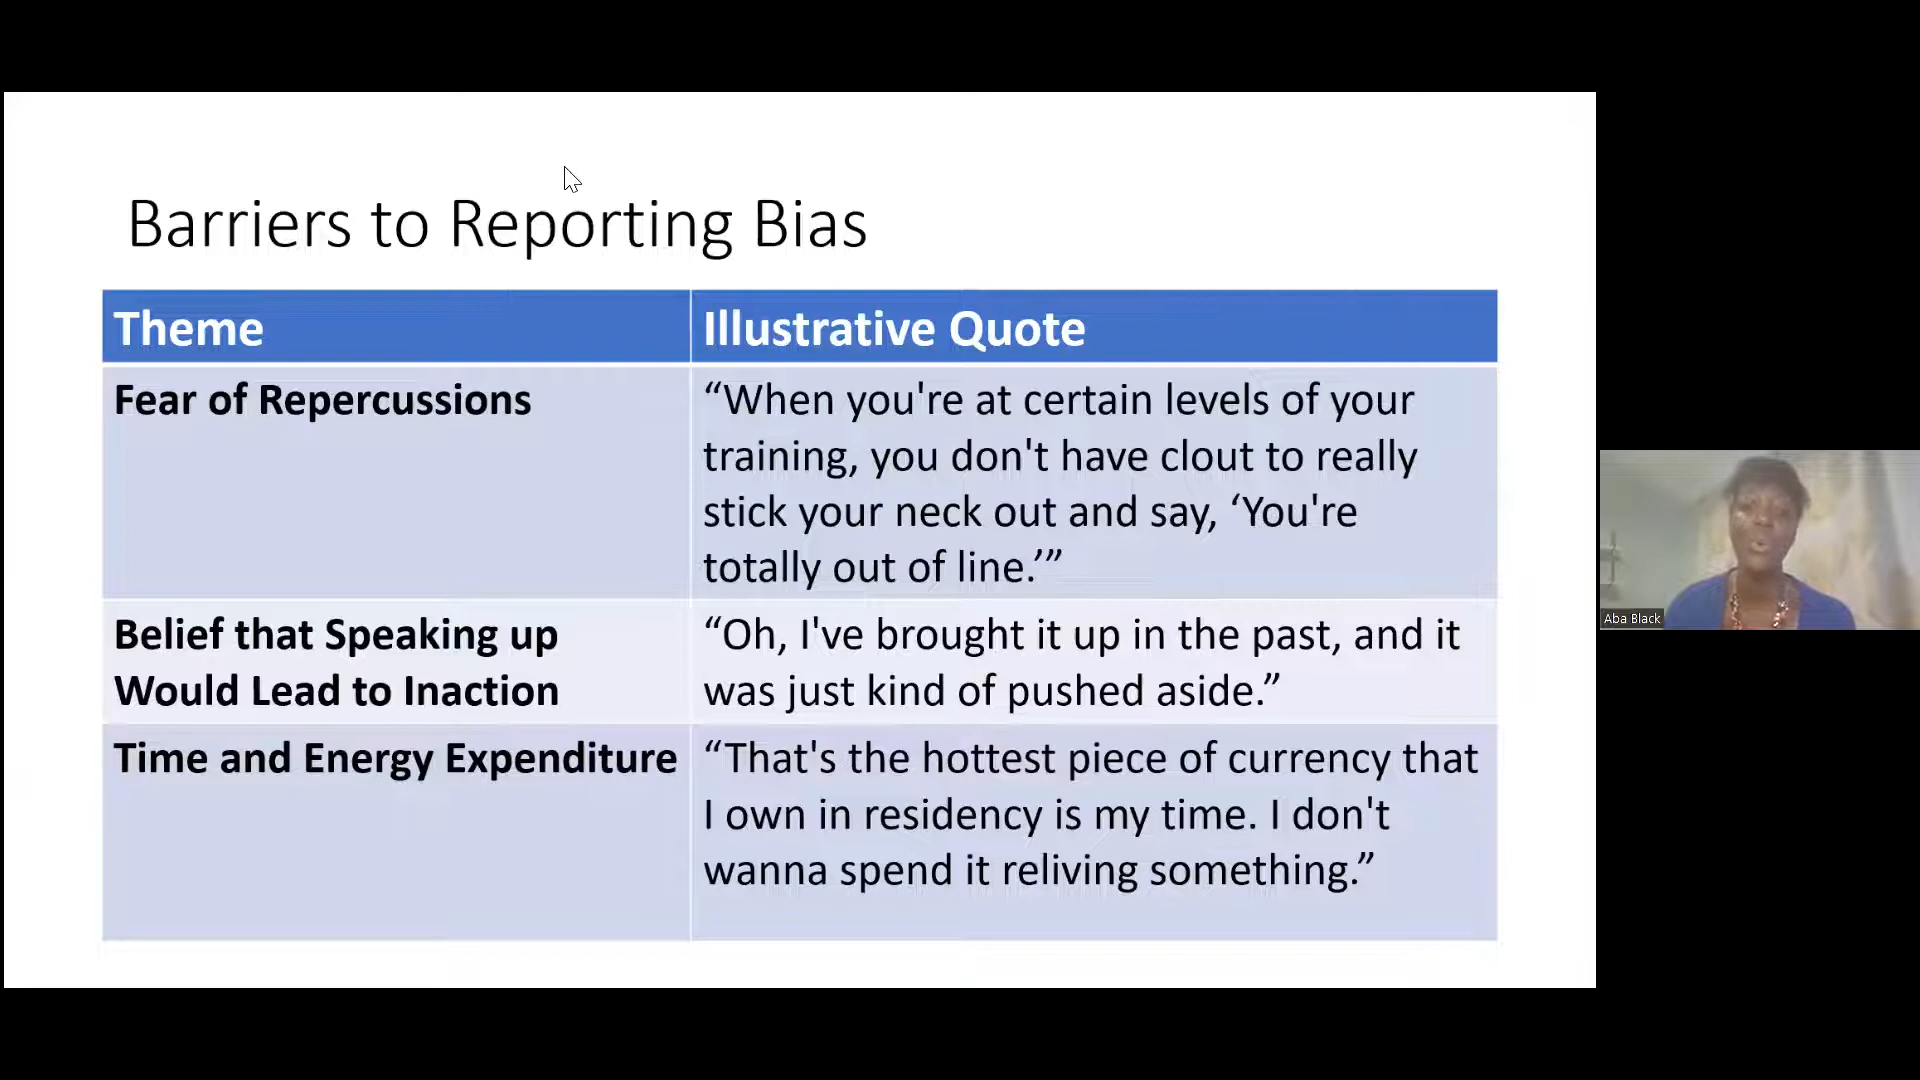 Barriers to Reporting Bias
Theme
Illustrative Quote
Fear of Repercussions
“When you're at certain levels of your
training, you don't have clout to really
stick your neck out and say, ‘You're
totally out of line.’”
Belief that Speaking up
Would Lead to Inaction
“Oh, I've brought it up in the past, and it
was just kind of pushed aside.”
Time and Energy Expenditure
“That's the hottest piece of currency that
I own in residency is my time. I don't
wanna spend it reliving something.”
Aba Black